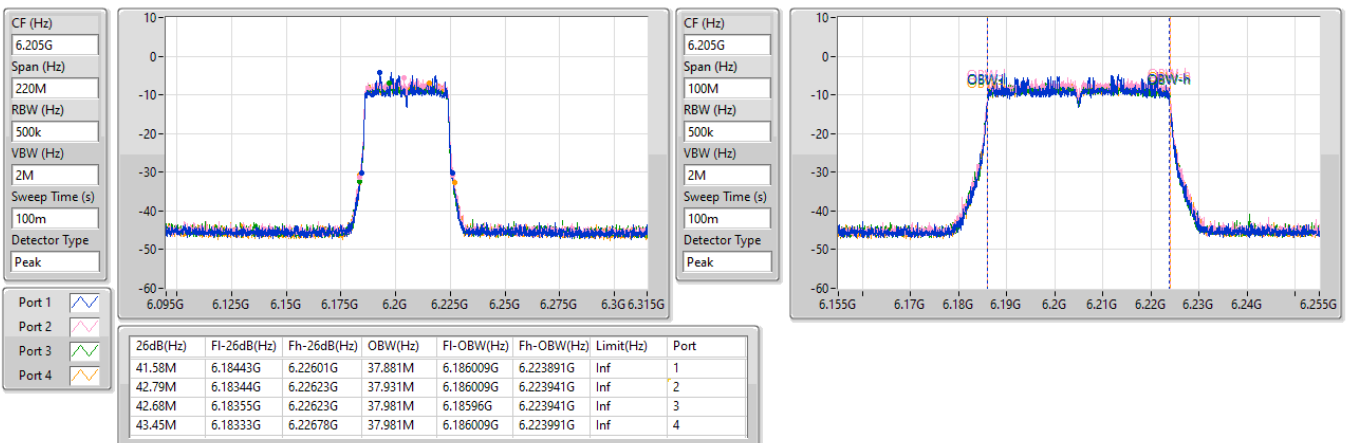 CF (Hz)
6.205G
Span (Hz)
220M
RBW (Hz)
500k
VBW (Hz)
2M
Sweep Time (s)
100m
Detector Type
Peak
10
0
-10
-20
-30
-40
-50
-60
6.095G 6.125G 6.15G 6.175G 6.2G 6.225G 6.25G 6.275G 6.3G 6.315G
CF (Hz)
6.205G
Span (Hz)
100M
RBW (Hz)
500k
VBW (Hz)
2M
Sweep Time (s)
100m
Detector Type
Peak
10
0
-10
-20
-30
-40
-50
-60
OBW-l OBW-h
6.155G 6.17G 6.18G 6.19G 6.2G 6.21G 6.22G 6.23G 6.24G 6.255G
Port 1
Port 2
Port 3
Port 4
26dB(Hz) Fl-26dB(Hz) Fh-26dB(Hz) OBW(Hz) Fl-OBW(Hz) Fh-OBW(Hz) Limit(Hz) Port
41.58M 6.18443G 6.22601G 37.881M 6.186009G 6.223891G Inf 1
42.79M 6.18344G 6.22623G 37.931M 6.186009G 6.223941G Inf 2
42.68M 6.18355G 6.22623G 37.981M 6.18596G 6.223941G Inf 3
43.45M 6.18333G 6.22678G 37.981M 6.186009G 6.223991G Inf 4